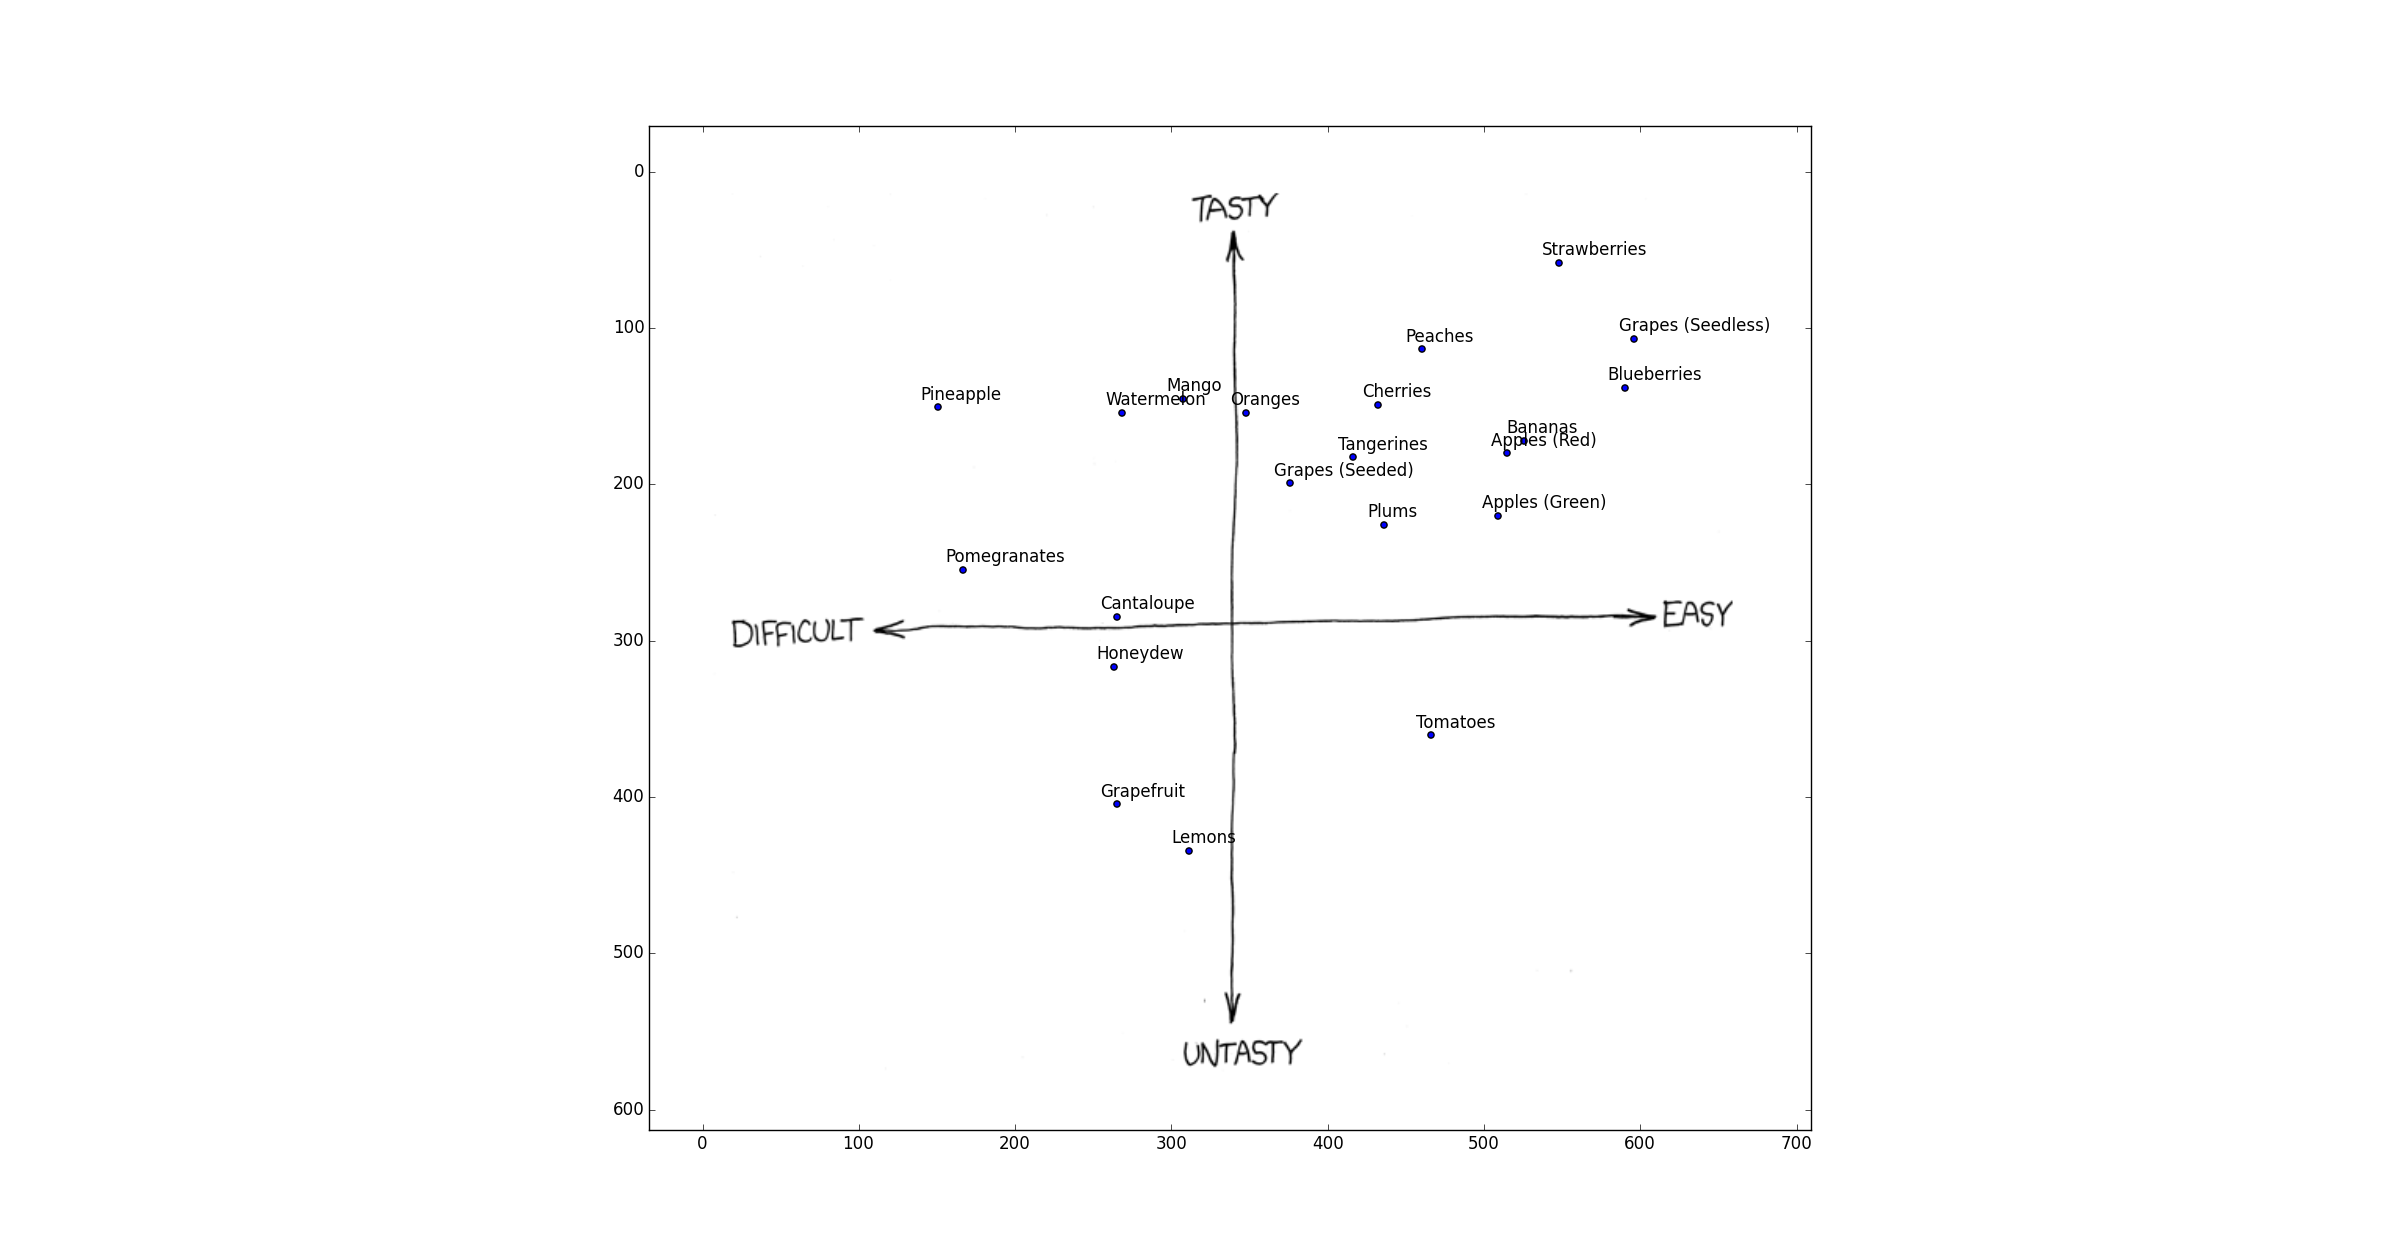 0
TASTY
Strawberries
100
Grapes (Seedless)
Peaches
Blueberries
Mango
Cherries
Pineapple
Watermelon
Oranges
Bananas
Apples (Red)
Tangerines
Grapes (Seeded)
200
Apples (Green)
Plums
Pomegranates
Cantaloupe
EASY
DIFFICULT
300
Honeydew
Tomatoes
Grapefruit
400
Lemons
500
UNTASTY
600
0 100 200 300 400 500 600 700